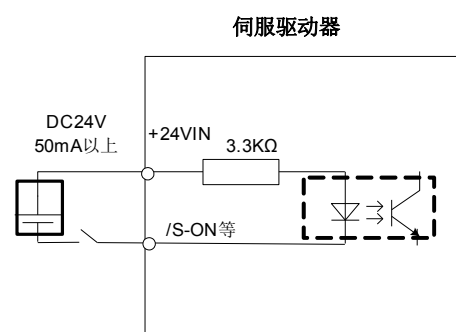 伺服驱动器
DC24V
50mA以上
+24VIN
3.3KΩ
/S-ON等